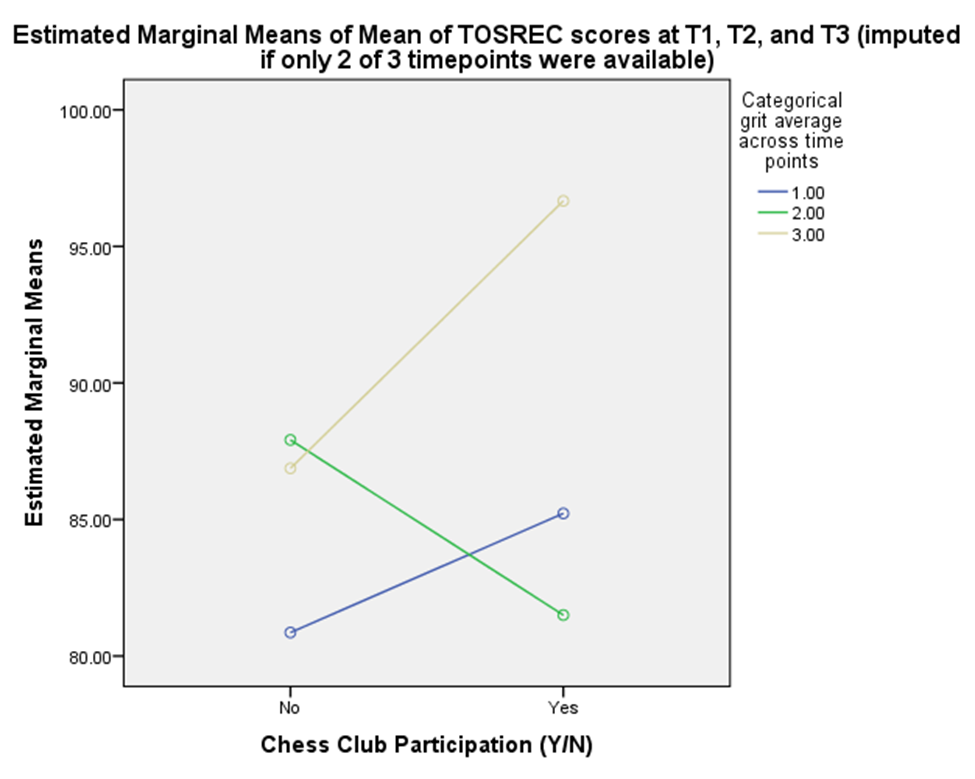 Estimated Marginal Means of Mean of TOSREC scores at T1, T2, and T3 (imputed
if only 2 of 3 timepoints were available)
Categorical
grit average
across time
points
1.00
2.00
3.00
Estimated Marginal Means
100.00
95.00
90.00
85.00
80.00
No
Yes
Chess Club Participation (Y/N)